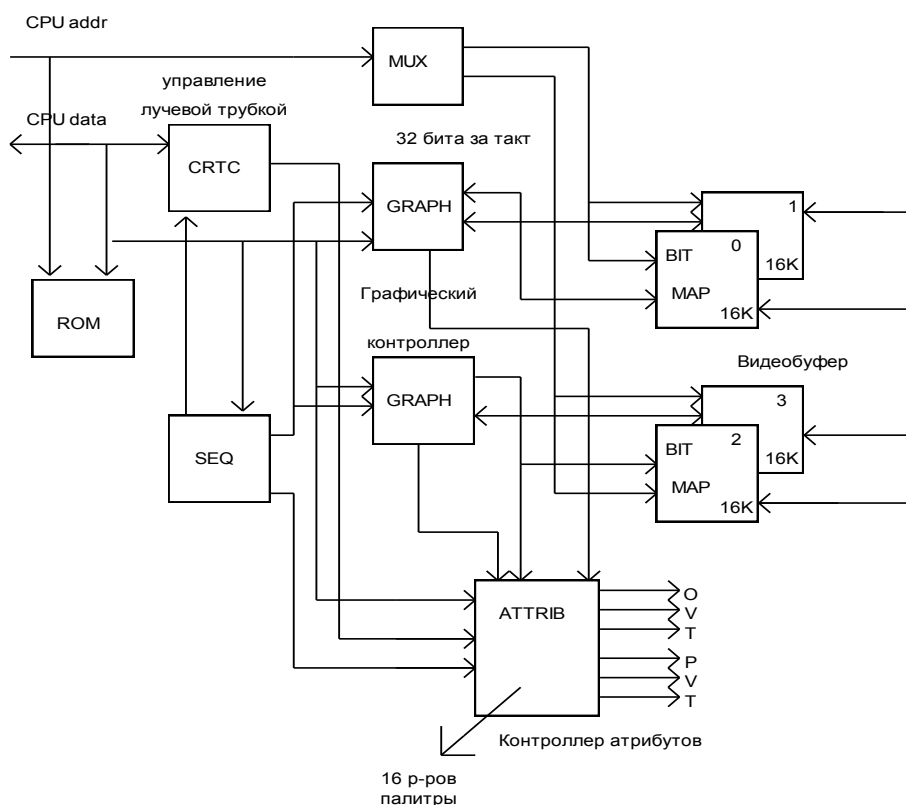 CPU addr
MUX
управление
лучевой трубкой
CPU data
32 бита за такт
CRTC
GRAPH
1
0
BIT
16K
MAP
16K
ROM
Графический
контроллер
Видеобуфер
GRAPH
3
2
SEQ
BIT
16K
MAP
16K
ATTRIB
O
V
T
P
V
T
Контроллер атрибутов
16 р-ров
палитры